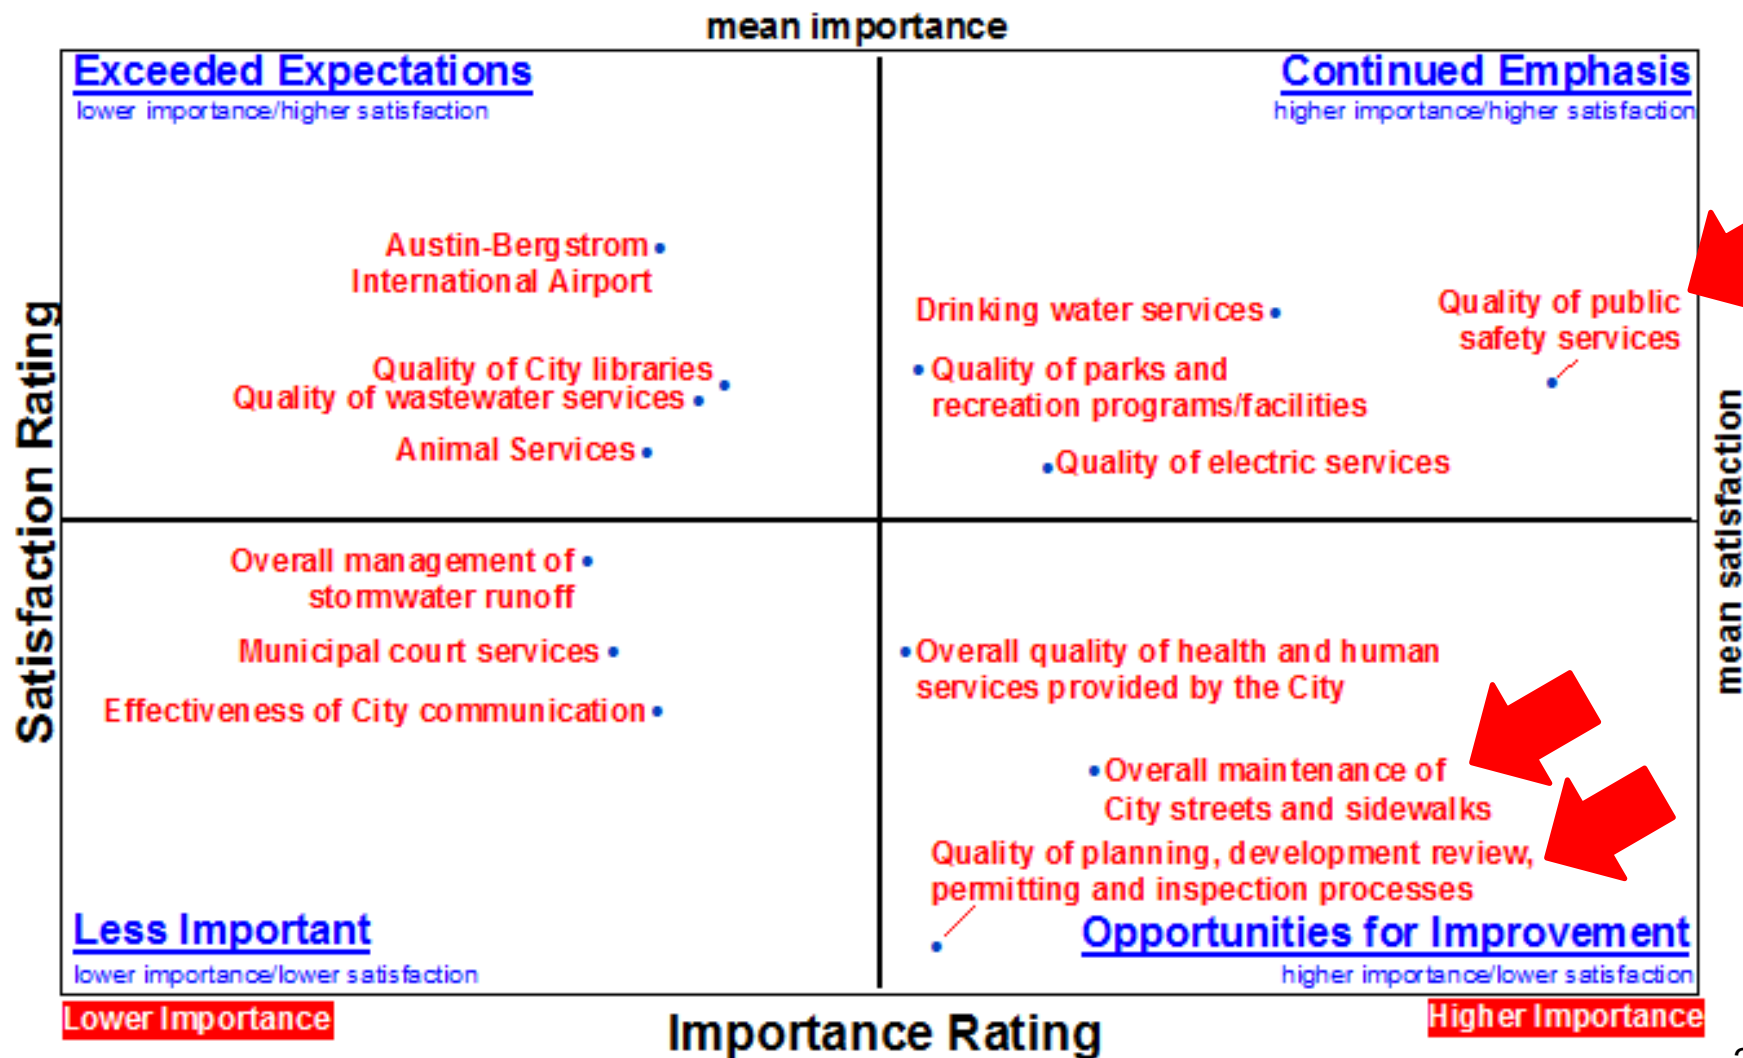 mean importance
Exceeded Expectations
lower importance/higher satisfaction
Continued Emphasis
higher importance/higher satisfaction
Austin-Bergstrom
International Airport
Drinking water services
Quality of public
safety services
Quality of City libraries
Quality of wastewater services
Quality of parks and
recreation programs/facilities
Animal Services
Quality of electric services
Satisfaction Rating
mean satisfaction
Overall management of
stormwater runoff
Municipal court services
Effectiveness of City communication
Overall quality of health and human
services provided by the City
Overall maintenance of
City streets and sidewalks
Quality of planning, development review,
permitting and inspection processes
Less Important
lower importance/lower satisfaction
Opportunities for Improvement
higher importance/lower satisfaction
Lower Importance
Importance Rating
Higher Importance